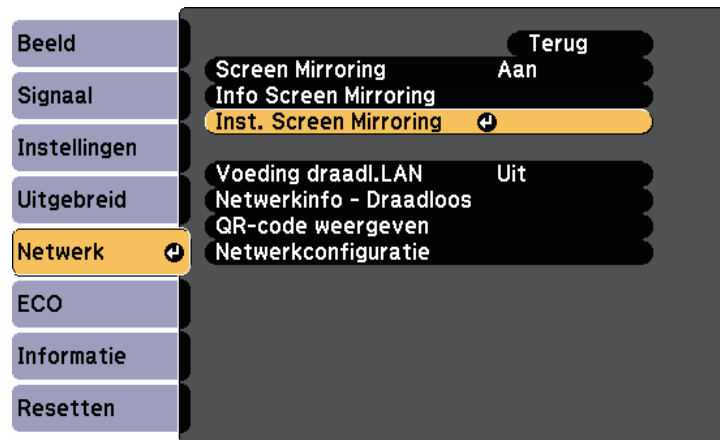 Beeld
Signaal
Instellingen
Uitgebreid
Netwerk
ECO
Informatie
Resetten
Terug
Screen Mirroring Aan
Info Screen Mirroring
Inst. Screen Mirroring
Voeding draadl.LAN Uit
Netwerkinfo - Draadloos
QR-code weergeven
Netwerkconfiguratie